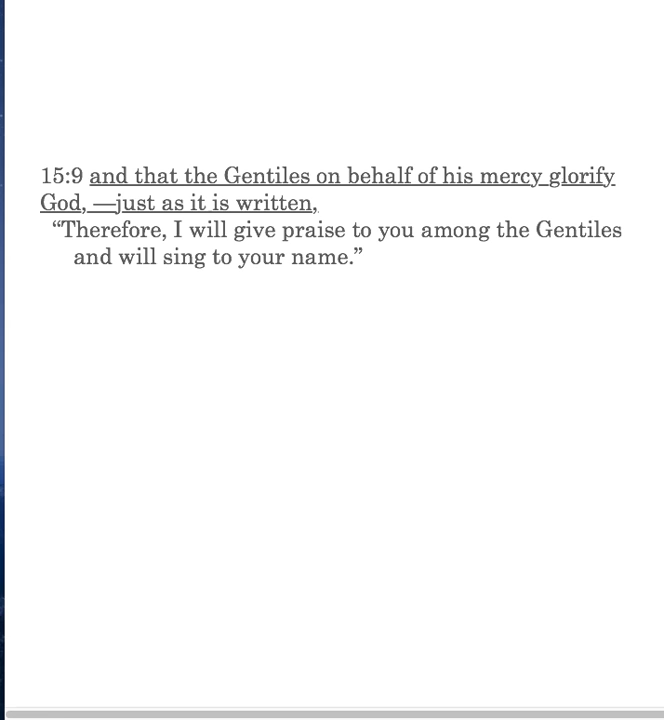 15:9 and that the Gentiles on behalf of his mercy glorify
God, —just as it is written,
“Therefore, I will give praise to you among the Gentiles
and will sing to your name.”